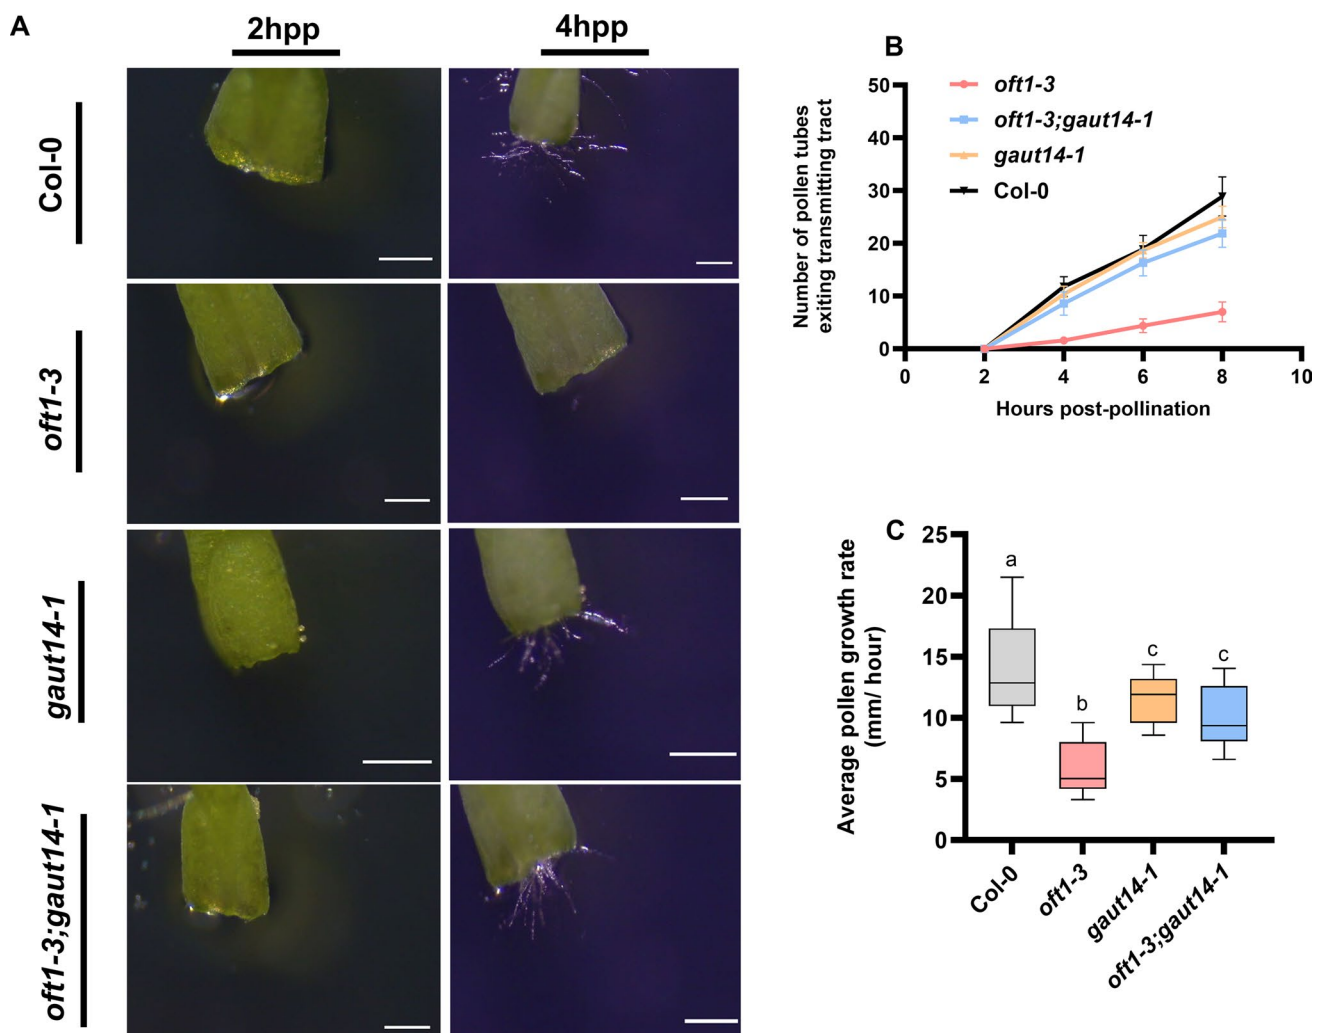 A
2hpp
4hpp
Col-0
oft1-3
gaut14-1
oft1-3;gaut14-1
B
Number of pollen tubes
exiting transmitting tract
50
40
30
20
10
0
oft1-3
oft1-3;gaut14-1
gaut14-1
Col-0
0 2 4 6 8 10
Hours post-pollination
C
Average pollen growth rate
(mm/ hour)
25
20
15
10
5
0
a
b
c
c
Col-0
oft1-3
gaut14-1
oft1-3;gaut14-1